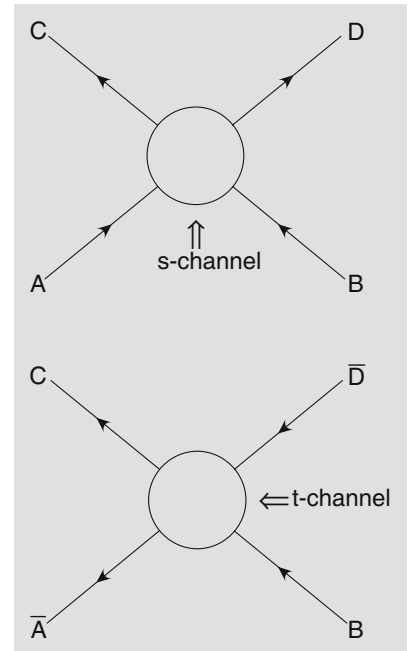 C D
⇑
s-channel
A B
C D̅
⇐ t-channel
A̅ B